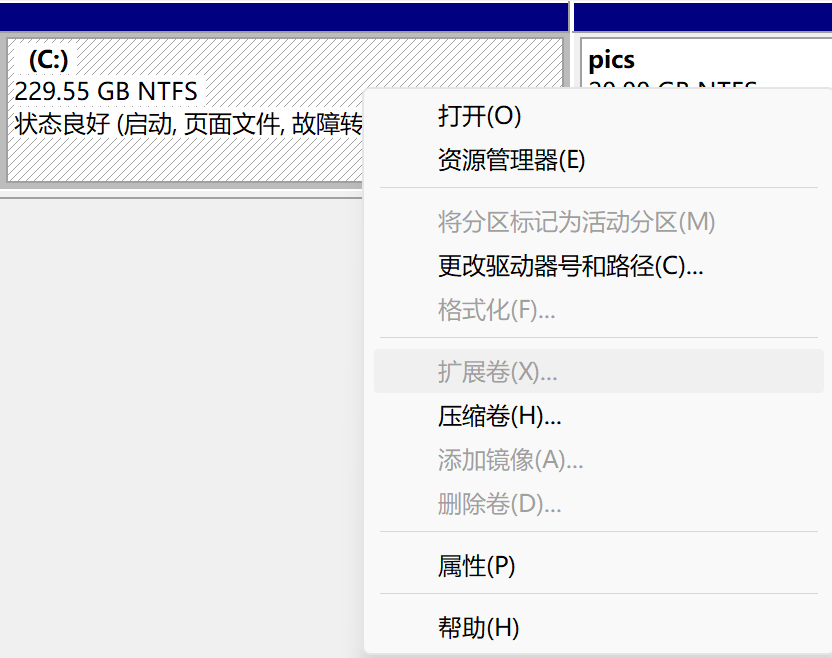 (C:)
229.55 GB NTFS
状态良好 (启动, 页面文件, 故障转
pics
打开(O)
资源管理器(E)
将分区标记为活动分区(M)
更改驱动器号和路径(C)...
格式化(F)...
扩展卷(X)...
压缩卷(H)...
添加镜像(A)...
删除卷(D)...
属性(P)
帮助(H)